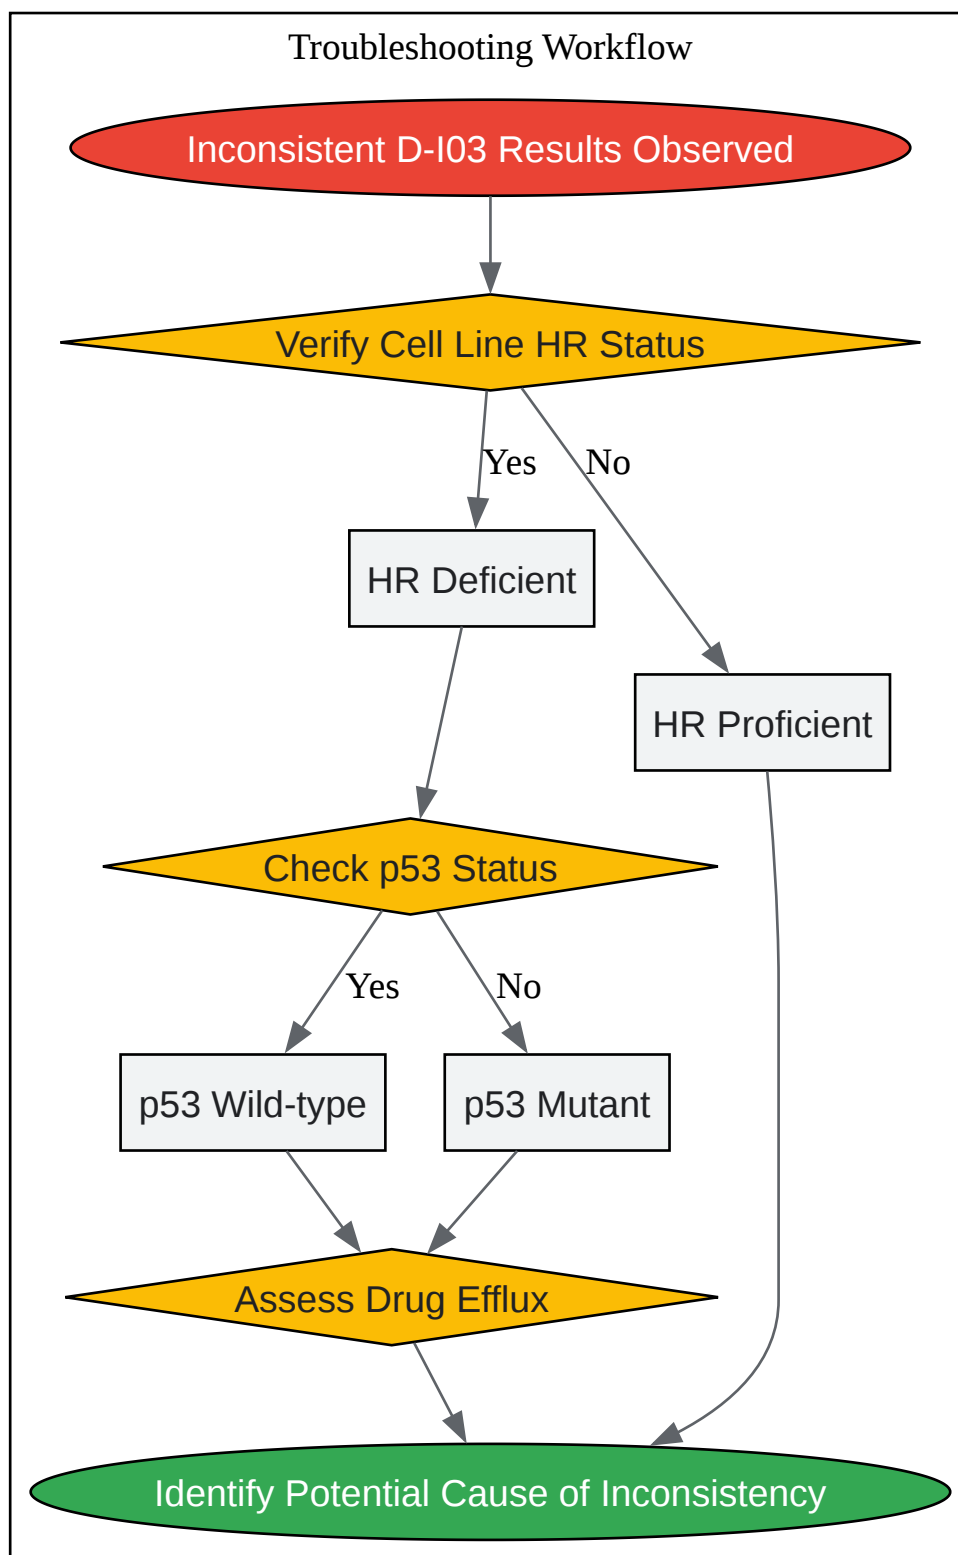 Troubleshooting Workflow
Inconsistent D-I03 Results Observed
Verify Cell Line HR Status
Yes
No
HR Deficient
HR Proficient
Check p53 Status
Yes
No
p53 Wild-type
p53 Mutant
Assess Drug Efflux
Identify Potential Cause of Inconsistency